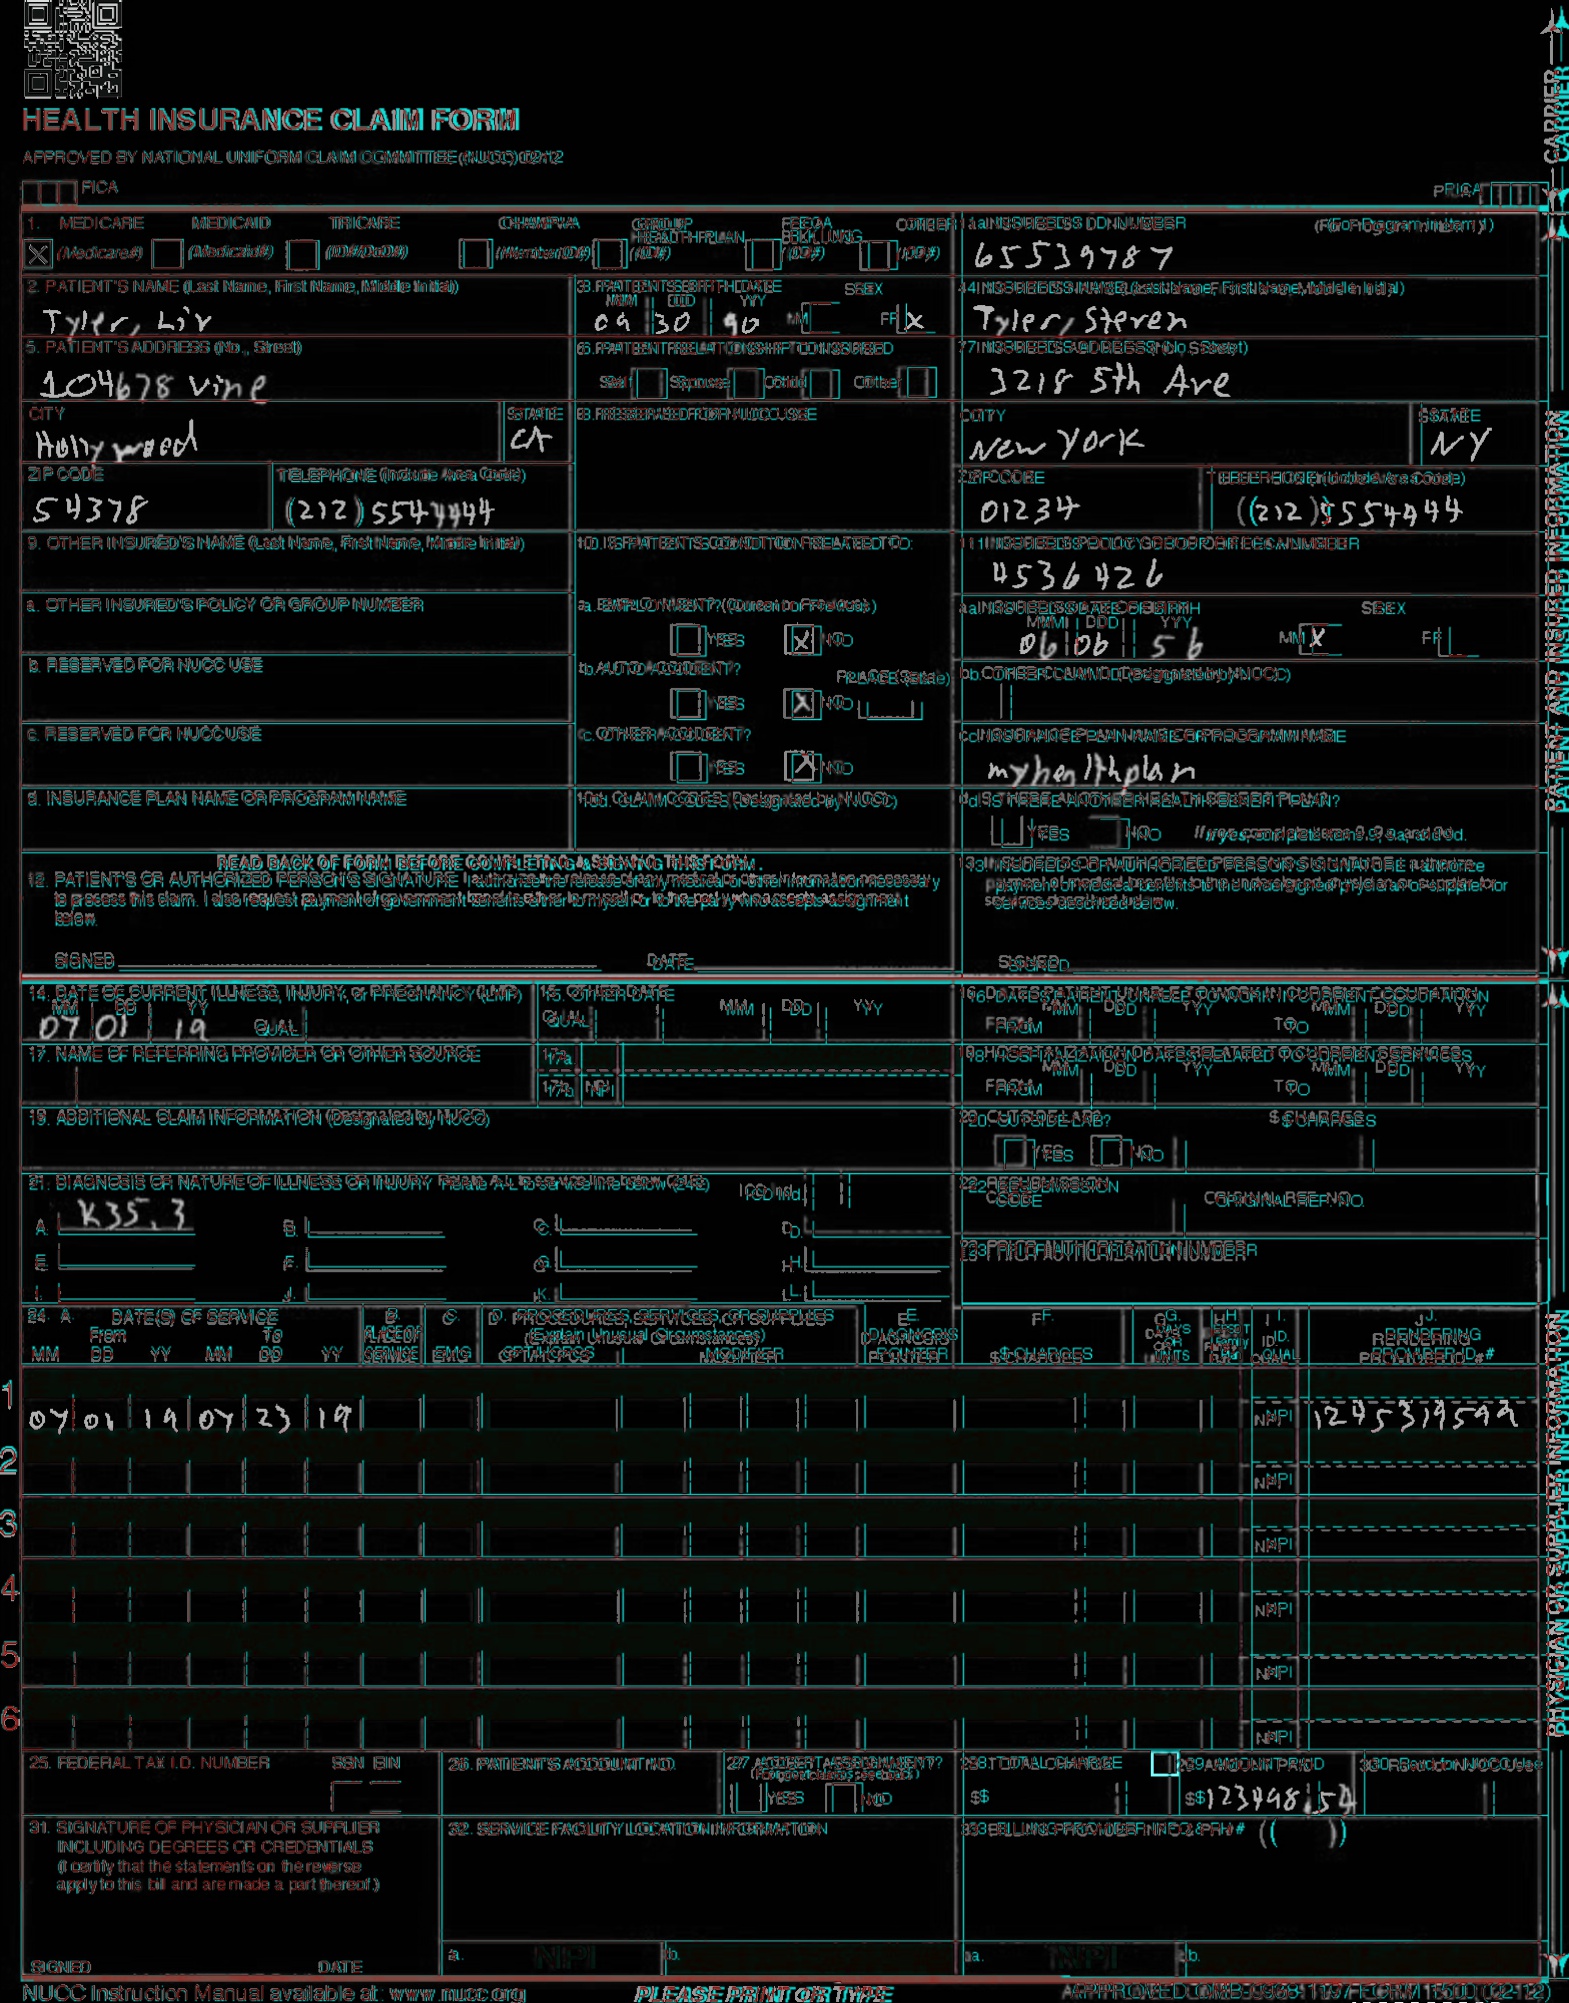 HEALTH INSURANCE CLAIM FORM
APPROVED BY NATIONAL UNIFORM CLAIM COMMITTEE (NUCC) 02/12
PICA PICA
CARRIER
1. MEDICARE MEDICAID TRICARE CHAMPVA GROUP HEALTH PLAN FECA BLK LUNG OTHER 1a. INSURED'S I.D. NUMBER (For Program in Item 1)
X (Medicare#) (Medicaid#) (ID#/DoD#) (Member ID#) (ID#) (ID#) (ID#) 65539787
2. PATIENT'S NAME (Last Name, First Name, Middle Initial) 3. PATIENT'S BIRTH DATE SEX 4. INSURED'S NAME (Last Name, First Name, Middle Initial)
MM DD YY
Tyler, Liv 09 30 90 M F X Tyler, Steven
5. PATIENT'S ADDRESS (No., Street) 6. PATIENT RELATIONSHIP TO INSURED 7. INSURED'S ADDRESS (No., Street)
104678 vine Self Spouse Child Other 3218 5th Ave
CITY STATE 8. RESERVED FOR NUCC USE CITY STATE
Hollywood CA New York NY
ZIP CODE TELEPHONE (Include Area Code) ZIP CODE TELEPHONE (Include Area Code)
54378 (212) 5544444 01234 (212) 5554444
9. OTHER INSURED'S NAME (Last Name, First Name, Middle Initial) 10. IS PATIENT'S CONDITION RELATED TO: 11. INSURED'S POLICY GROUP OR FECA NUMBER
4536426
a. OTHER INSURED'S POLICY OR GROUP NUMBER a. EMPLOYMENT? (Current or Previous) a. INSURED'S DATE OF BIRTH SEX
MM DD YY
YES X NO 06 06 56 M X F
b. RESERVED FOR NUCC USE b. AUTO ACCIDENT? PLACE (State) b. OTHER CLAIM ID (Designated by NUCC)
YES X NO
c. RESERVED FOR NUCC USE c. OTHER ACCIDENT? c. INSURANCE PLAN NAME OR PROGRAM NAME
YES X NO myhealthplan
d. INSURANCE PLAN NAME OR PROGRAM NAME 10d. CLAIM CODES (Designated by NUCC) d. IS THERE ANOTHER HEALTH BENEFIT PLAN?
YES NO If yes, complete items 9, 9a, and 9d.
READ BACK OF FORM BEFORE COMPLETING & SIGNING THIS FORM.
12. PATIENT'S OR AUTHORIZED PERSON'S SIGNATURE I authorize the release of any medical or other information necessary
to process this claim. I also request payment of government benefits either to myself or to the party who accepts assignment
below.
SIGNED DATE
13. INSURED'S OR AUTHORIZED PERSON'S SIGNATURE I authorize
payment of medical benefits to the undersigned physician or supplier for
services described below.
SIGNED
PATIENT AND INSURED INFORMATION
14. DATE OF CURRENT ILLNESS, INJURY, or PREGNANCY (LMP) 15. OTHER DATE 16. DATES PATIENT UNABLE TO WORK IN CURRENT OCCUPATION
MM DD YY MM DD YY MM DD YY MM DD YY
07 01 19 QUAL. QUAL. FROM TO
17. NAME OF REFERRING PROVIDER OR OTHER SOURCE 17a. 18. HOSPITALIZATION DATES RELATED TO CURRENT SERVICES
MM DD YY MM DD YY
17b. NPI FROM TO
19. ADDITIONAL CLAIM INFORMATION (Designated by NUCC) 20. OUTSIDE LAB? $ CHARGES
YES NO
21. DIAGNOSIS OR NATURE OF ILLNESS OR INJURY Relate A-L to service line below (24E) ICD Ind. 22. RESUBMISSION CODE ORIGINAL REF. NO.
A. K35.3 B. C. D.
E. F. G. H. 23. PRIOR AUTHORIZATION NUMBER
I. J. K. L.
24. A. DATE(S) OF SERVICE B. C. D. PROCEDURES, SERVICES, OR SUPPLIES E. F. G. H. I. J.
From To PLACE OF SERVICE EMG (Explain Unusual Circumstances) DIAGNOSIS POINTER $ CHARGES DAYS OR UNITS EPSDT Family Plan ID. QUAL. RENDERING PROVIDER ID. #
MM DD YY MM DD YY CPT/HCPCS MODIFIER
1 07 01 19 07 23 19 NPI 1245319599
2 NPI
3 NPI
4 NPI
5 NPI
6 NPI
PHYSICIAN OR SUPPLIER INFORMATION
25. FEDERAL TAX I.D. NUMBER SSN EIN 26. PATIENT'S ACCOUNT NO. 27. ACCEPT ASSIGNMENT? (For govt. claims, see back) 28. TOTAL CHARGE 29. AMOUNT PAID 30. Rsvd for NUCC Use
YES NO $ $ 123498.54
31. SIGNATURE OF PHYSICIAN OR SUPPLIER
INCLUDING DEGREES OR CREDENTIALS
(I certify that the statements on the reverse
apply to this bill and are made a part thereof.)
SIGNED DATE
32. SERVICE FACILITY LOCATION INFORMATION
a. NPI b.
33. BILLING PROVIDER INFO & PH # ( )
a. NPI b.
NUCC Instruction Manual available at: www.nucc.org PLEASE PRINT OR TYPE APPROVED OMB-0938-1197 FORM 1500 (02-12)